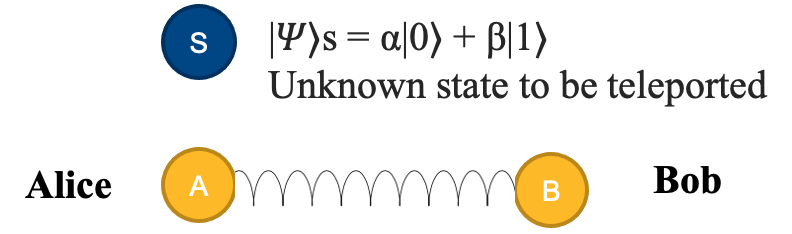 S
|Ψ⟩s = α|0⟩ + β|1⟩
Unknown state to be teleported
Alice
A
B
Bob